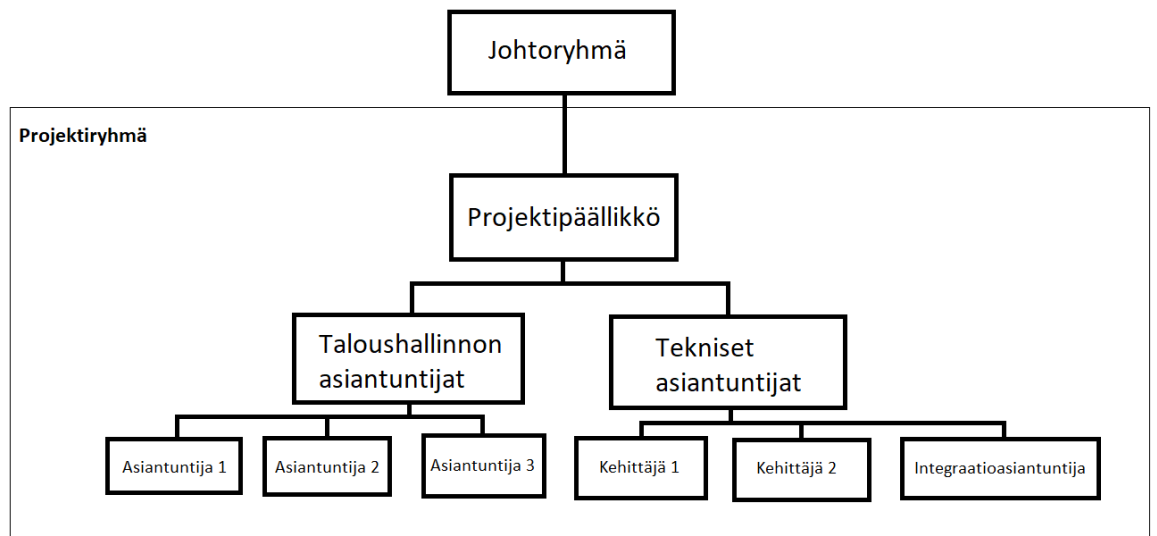 Johtoryhmä
Projektiryhmä
Projektipäällikkö
Taloushallinnon
asiantuntijat
Tekniset
asiantuntijat
Asiantuntija 1
Asiantuntija 2
Asiantuntija 3
Kehittäjä 1
Kehittäjä 2
Integraatioasiantuntija